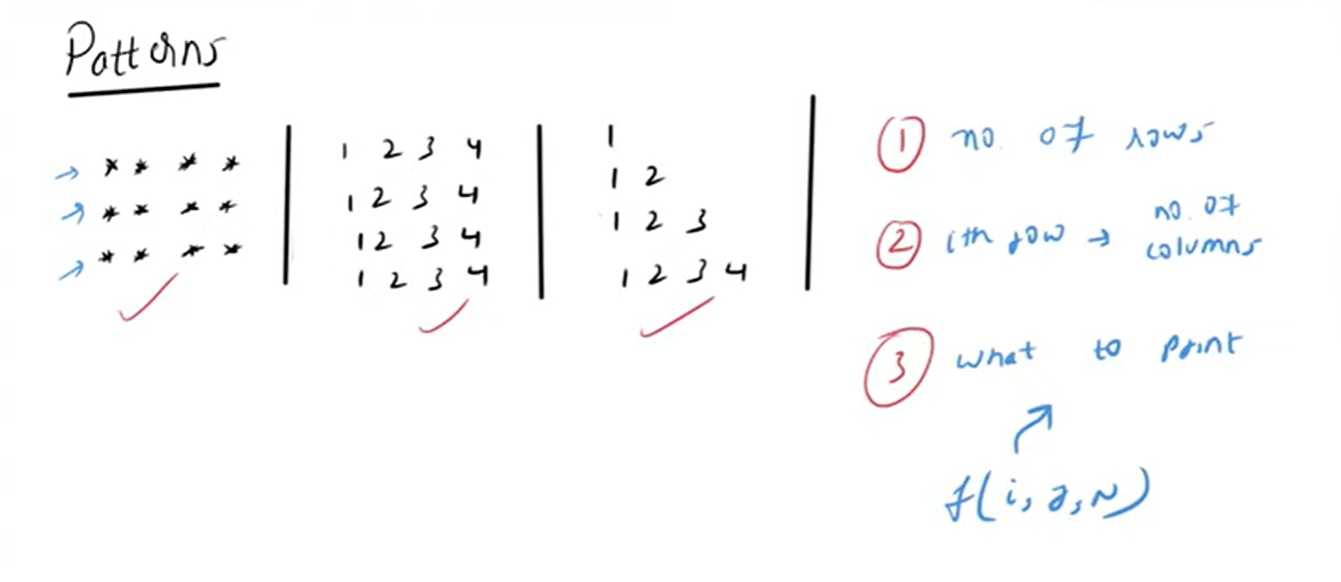 Patterns
* * * *
* * * *
* * * *
1 2 3 4
1 2 3 4
1 2 3 4
1 2 3 4
1
1 2
1 2 3
1 2 3 4
1 no. of rows
2 ith row → no. of
columns
3 what to print
f(i, j, N)